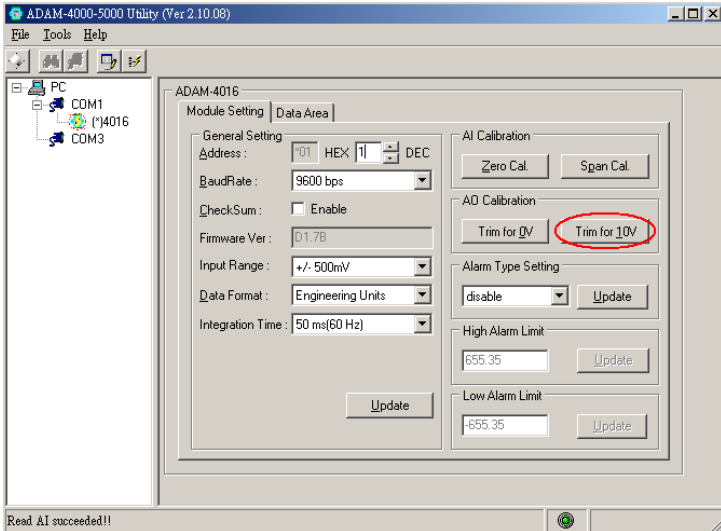 ADAM-4000-5000 Utility (Ver 2.10.08)
File Tools Help
PC
COM1
(*)4016
COM3
ADAM-4016
Module Setting
Data Area
General Setting
Address : *01 HEX 1 DEC
BaudRate : 9600 bps
CheckSum : Enable
Firmware Ver : D1.7B
Input Range : +/- 500mV
Data Format : Engineering Units
Integration Time : 50 ms(60 Hz)
Update
AI Calibration
Zero Cal. Span Cal.
AO Calibration
Trim for 0V Trim for 10V
Alarm Type Setting
disable Update
High Alarm Limit
655.35 Update
Low Alarm Limit
-655.35 Update
Read AI succeeded!!